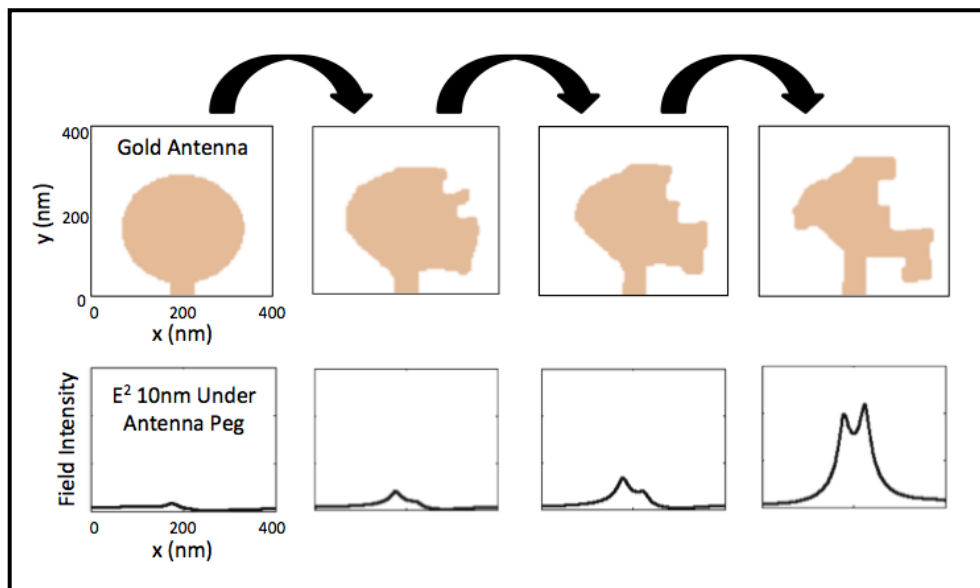 400
Gold Antenna
y (nm)
200
0
0 200 400
x (nm)
E² 10nm Under
Antenna Peg
Field Intensity
0 200 400
x (nm)